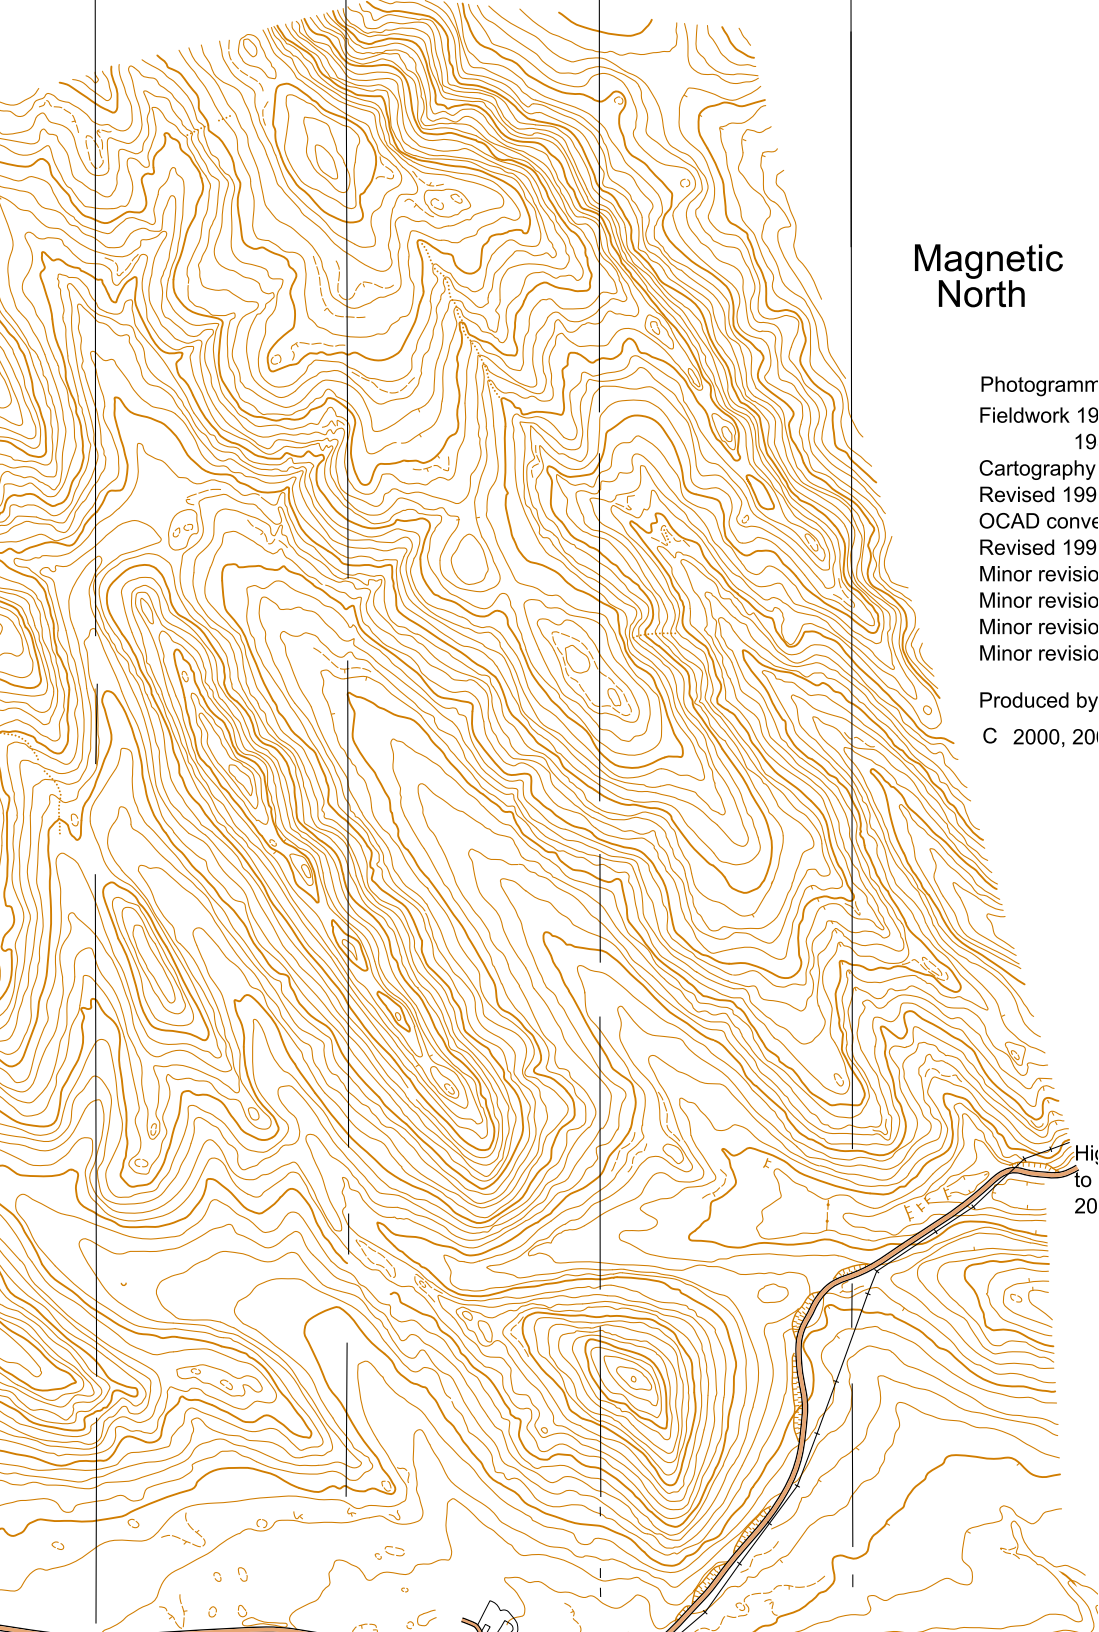 Magnetic
North
Photogramm
Fieldwork 19
19
Cartography
Revised 199
OCAD conve
Revised 199
Minor revisio
Minor revisio
Minor revisio
Minor revisio
Produced by
C 2000, 200
Hig
to
20